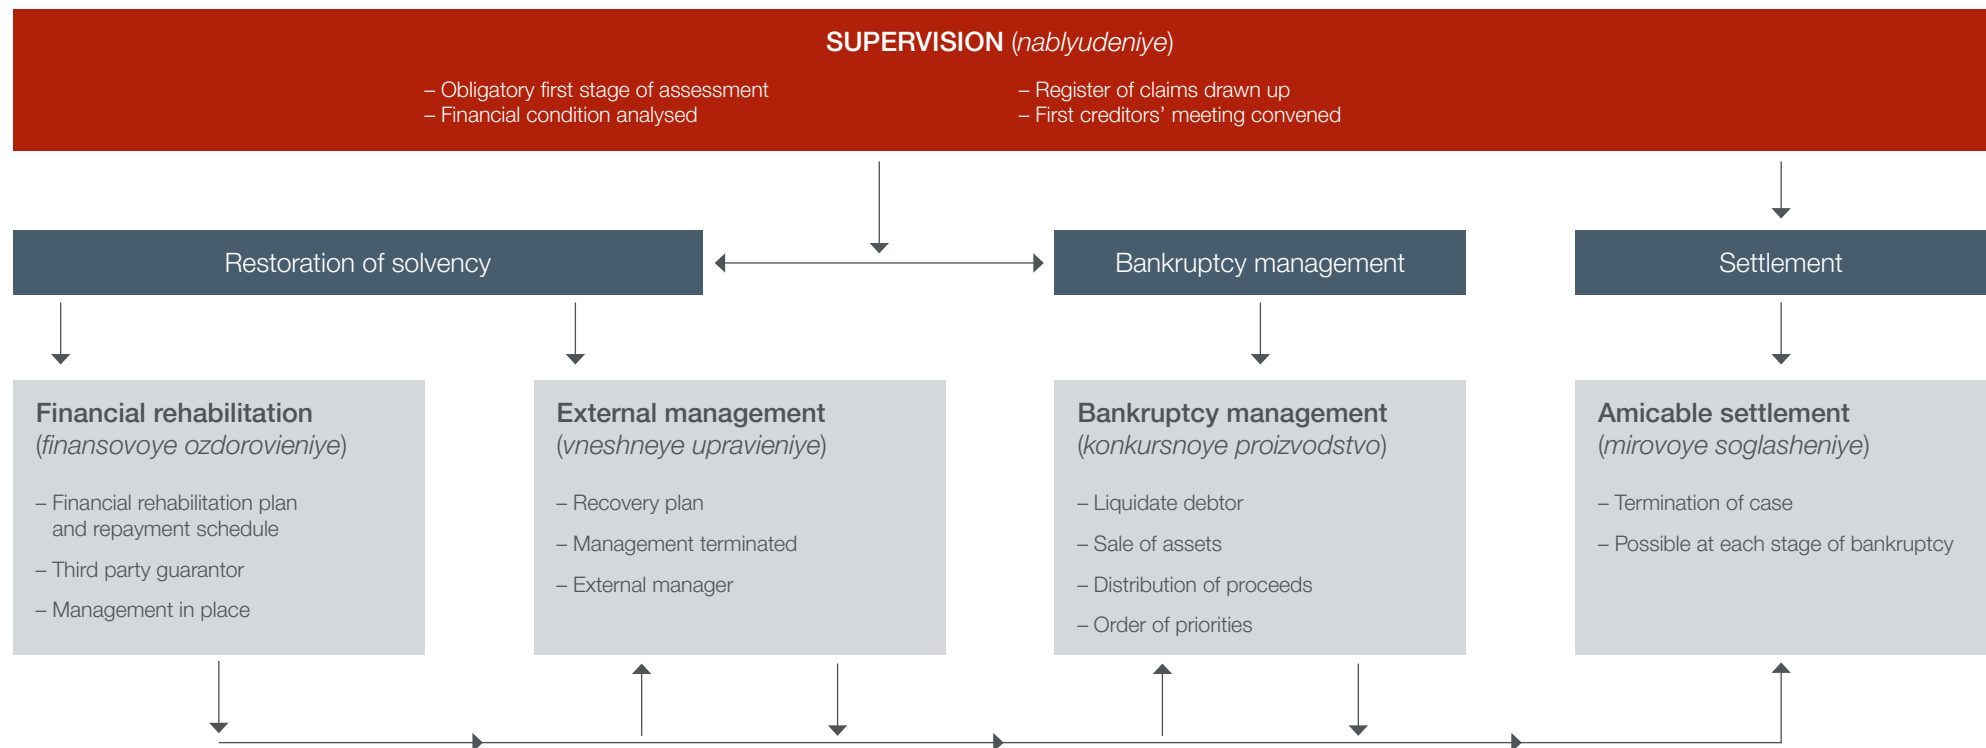 SUPERVISION (nablyudeniye)
– Obligatory first stage of assessment
– Financial condition analysed
– Register of claims drawn up
– First creditors’ meeting convened
Restoration of solvency
Bankruptcy management
Settlement
Financial rehabilitation
(finansovoye ozdorovieniye)
– Financial rehabilitation plan
and repayment schedule
– Third party guarantor
– Management in place
External management
(vneshneye upravieniye)
– Recovery plan
– Management terminated
– External manager
Bankruptcy management
(konkursnoye proizvodstvo)
– Liquidate debtor
– Sale of assets
– Distribution of proceeds
– Order of priorities
Amicable settlement
(mirovoye soglasheniye)
– Termination of case
– Possible at each stage of bankruptcy